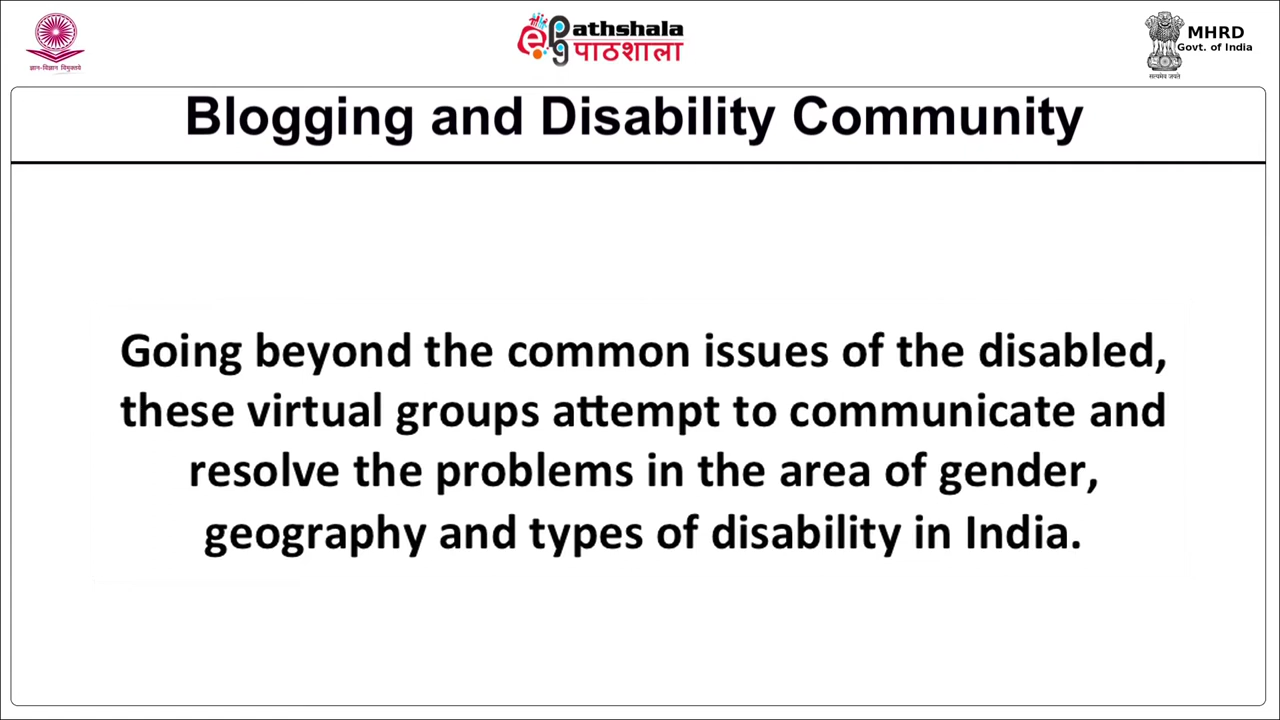 ज्ञान-विज्ञान विमुक्तये
ePG Pathshala
पाठशाला
सत्यमेव जयते
MHRD
Govt. of India
Blogging and Disability Community
Going beyond the common issues of the disabled,
these virtual groups attempt to communicate and
resolve the problems in the area of gender,
geography and types of disability in India.